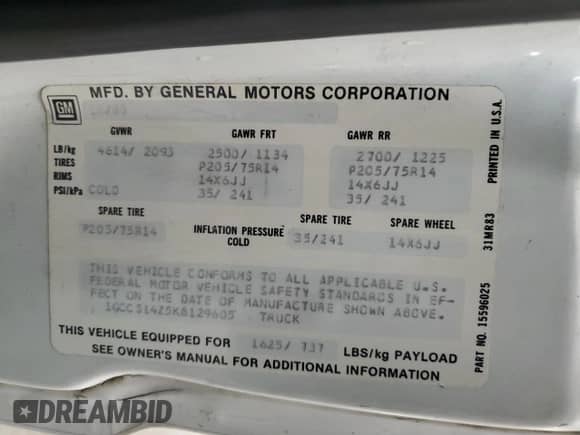 GM
MFD. BY GENERAL MOTORS CORPORATION
GVWR GAWR FRT GAWR RR
LB/kg 4614/ 2093 2500/ 1134 2700/ 1225
TIRES P205/75R14 P205/75R14
RIMS 14X6JJ 14X6JJ
PSI/kPa COLD 35/ 241 35/ 241
SPARE TIRE SPARE TIRE SPARE WHEEL
P205/75R14 INFLATION PRESSURE COLD 35/241 14X6JJ
THIS VEHICLE CONFORMS TO ALL APPLICABLE U.S.
FEDERAL MOTOR VEHICLE SAFETY STANDARDS IN EF-
FECT ON THE DATE OF MANUFACTURE SHOWN ABOVE.
1GCCS14Z5K8129605 TRUCK
THIS VEHICLE EQUIPPED FOR 1625/ 737 LBS/kg PAYLOAD
SEE OWNER'S MANUAL FOR ADDITIONAL INFORMATION
PART NO. 15596025 31MR83 PRINTED IN U.S.A.
DREAMBID